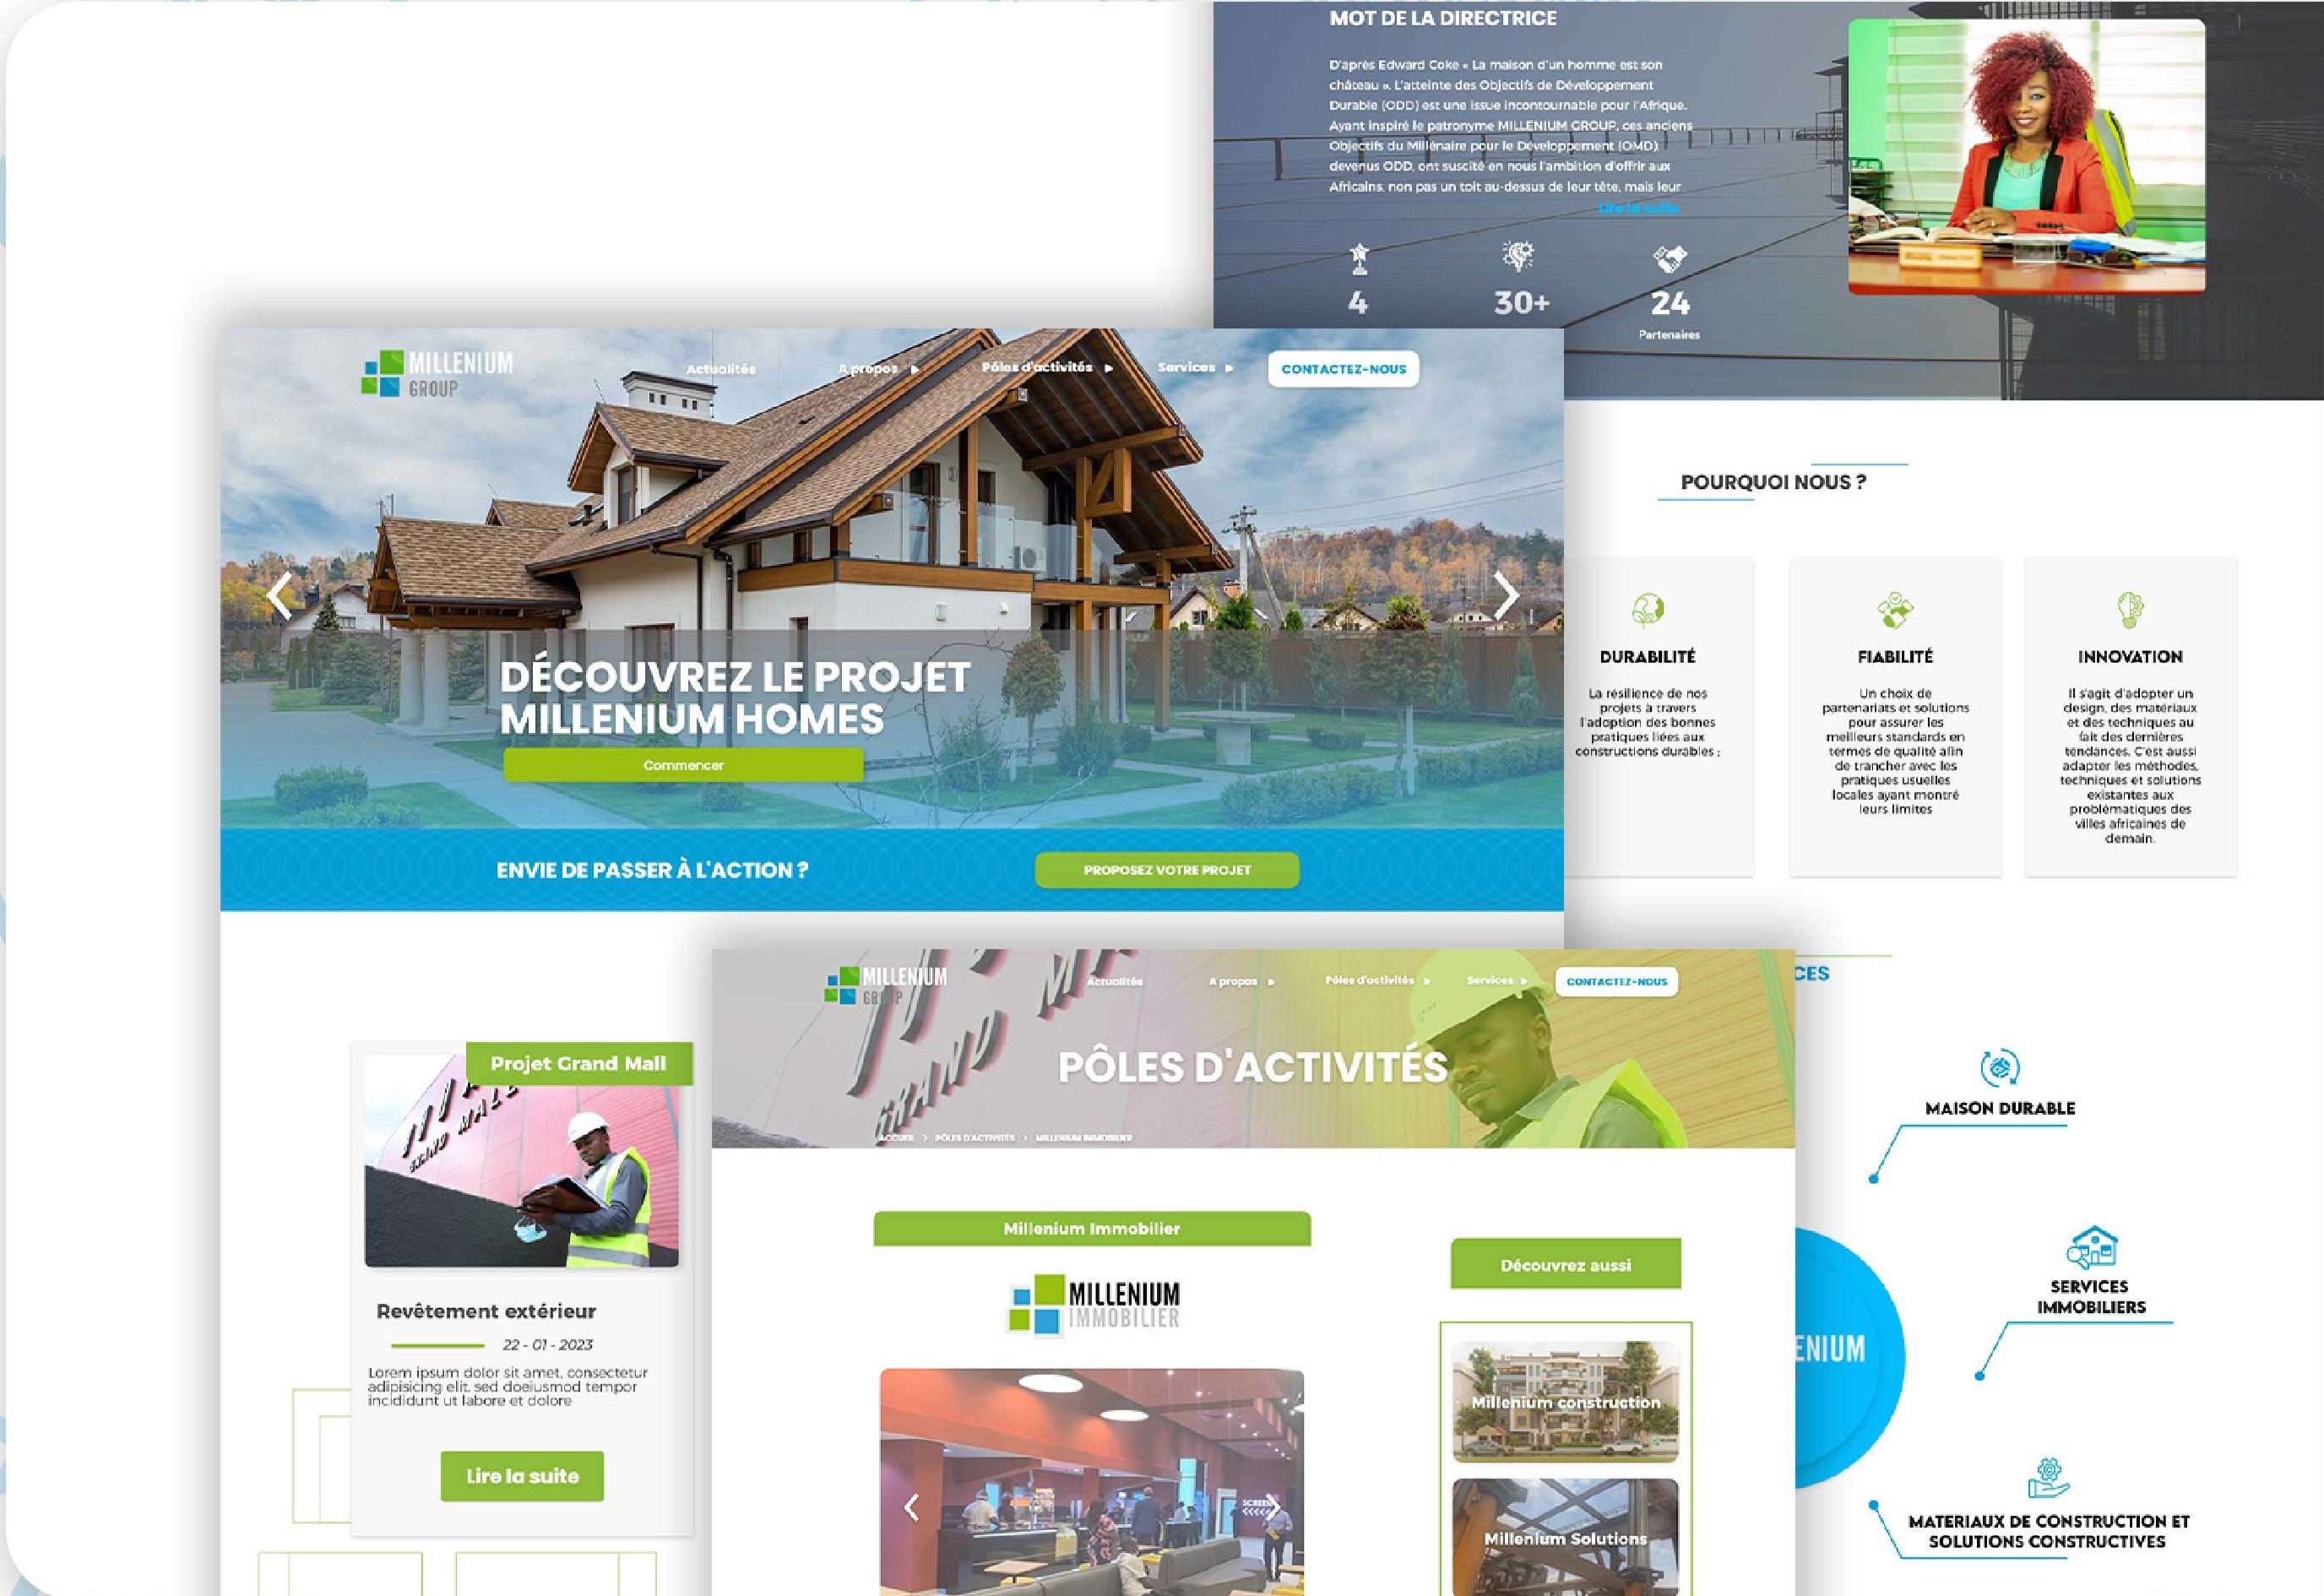 MOT DE LA DIRECTRICE
D'après Edward Coke « La maison d'un homme est son
château ». L'atteinte des Objectifs de Développement
Durable (ODD) est une issue incontournable pour l'Afrique.
Ayant inspiré le patronyme MILLENIUM GROUP, ces anciens
Objectifs du Millénaire pour le Développement (OMD),
devenus ODD, ont suscité en nous l'ambition d'offrir aux
Africains, non pas un toit au-dessus de leur tête, mais leur
Lire la suite
4
30+
24
Partenaires
MILLENIUM
GROUP
Actualités
A propos
Pôles d'activités
Services
CONTACTEZ-NOUS
DÉCOUVREZ LE PROJET
MILLENIUM HOMES
Commencer
ENVIE DE PASSER À L'ACTION ?
PROPOSEZ VOTRE PROJET
POURQUOI NOUS ?
DURABILITÉ
La résilience de nos
projets à travers
l'adoption des bonnes
pratiques liées aux
constructions durables ;
FIABILITÉ
Un choix de
partenariats et solutions
pour assurer les
meilleurs standards en
termes de qualité afin
de trancher avec les
pratiques usuelles
locales ayant montré
leurs limites
INNOVATION
Il s'agit d'adopter un
design, des matériaux
et des techniques au
fait des dernières
tendances. C'est aussi
adapter les méthodes,
techniques et solutions
existantes aux
problématiques des
villes africaines de
demain.
Projet Grand Mall
GRAND MALL
Revêtement extérieur
22 - 01 - 2023
Lorem ipsum dolor sit amet, consectetur
adipisicing elit, sed doeiusmod tempor
incididunt ut labore et dolore
Lire la suite
MILLENIUM
GROUP
Actualités
A propos
Pôles d'activités
Services
CONTACTEZ-NOUS
GRAND MA
PÔLES D'ACTIVITÉS
ACCUEIL > PÔLES D'ACTIVITÉS > MILLENIUM IMMOBILIER
Millenium Immobilier
MILLENIUM
IMMOBILIER
SCREEN
Découvrez aussi
Millenium construction
Millenium Solutions
CES
MAISON DURABLE
SERVICES
IMMOBILIERS
ENIUM
MATERIAUX DE CONSTRUCTION ET
SOLUTIONS CONSTRUCTIVES